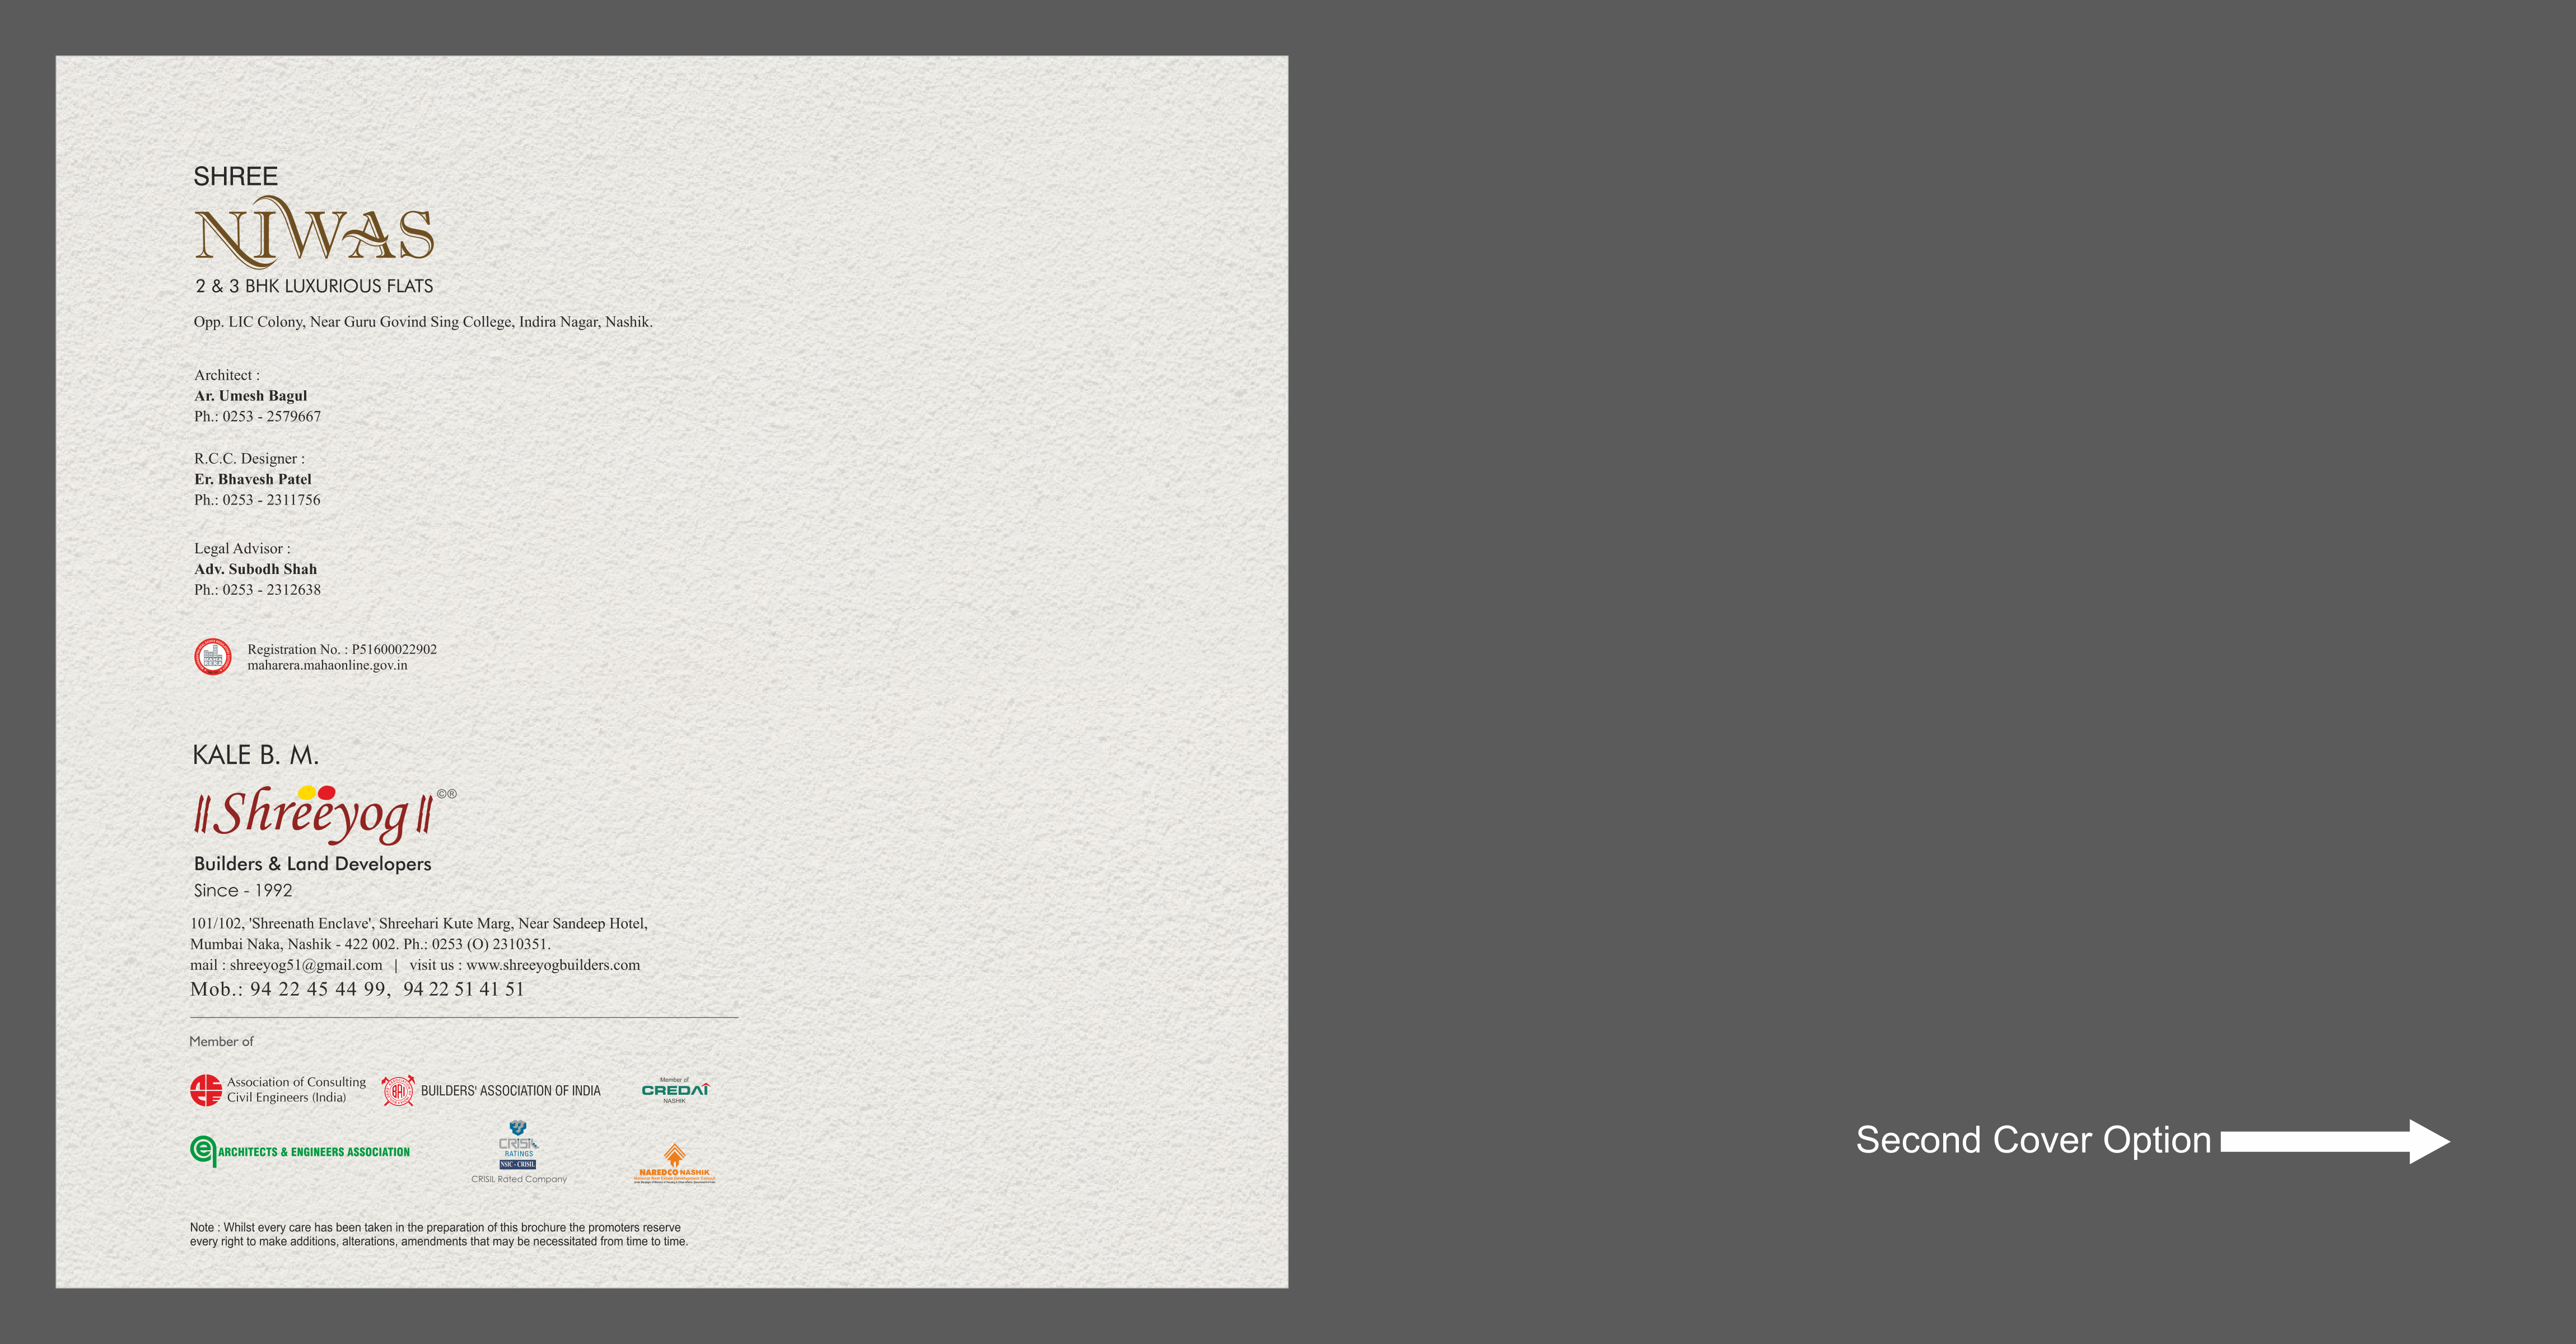 SHREE
NIWAS
2 & 3 BHK LUXURIOUS FLATS
Opp. LIC Colony, Near Guru Govind Sing College, Indira Nagar, Nashik.
Architect :
Ar. Umesh Bagul
Ph.: 0253 - 2579667
R.C.C. Designer :
Er. Bhavesh Patel
Ph.: 0253 - 2311756
Legal Advisor :
Adv. Subodh Shah
Ph.: 0253 - 2312638
Registration No. : P51600022902
maharera.mahaonline.gov.in
KALE B. M.
||Shreeyog|| ©®
Builders & Land Developers
Since - 1992
101/102, 'Shreenath Enclave', Shreehari Kute Marg, Near Sandeep Hotel,
Mumbai Naka, Nashik - 422 002. Ph.: 0253 (O) 2310351.
mail : shreeyog51@gmail.com | visit us : www.shreeyogbuilders.com
Mob.: 94 22 45 44 99, 94 22 51 41 51
Member of
Association of Consulting
Civil Engineers (India)
BAI
BUILDERS' ASSOCIATION OF INDIA
Member of
CREDAI
NASHIK
ARCHITECTS & ENGINEERS ASSOCIATION
CRISIL
RATINGS
NSIC - CRISIL
CRISIL Rated Company
NAREDCO NASHIK
National Real Estate Development Council
Note : Whilst every care has been taken in the preparation of this brochure the promoters reserve
every right to make additions, alterations, amendments that may be necessitated from time to time.
Second Cover Option